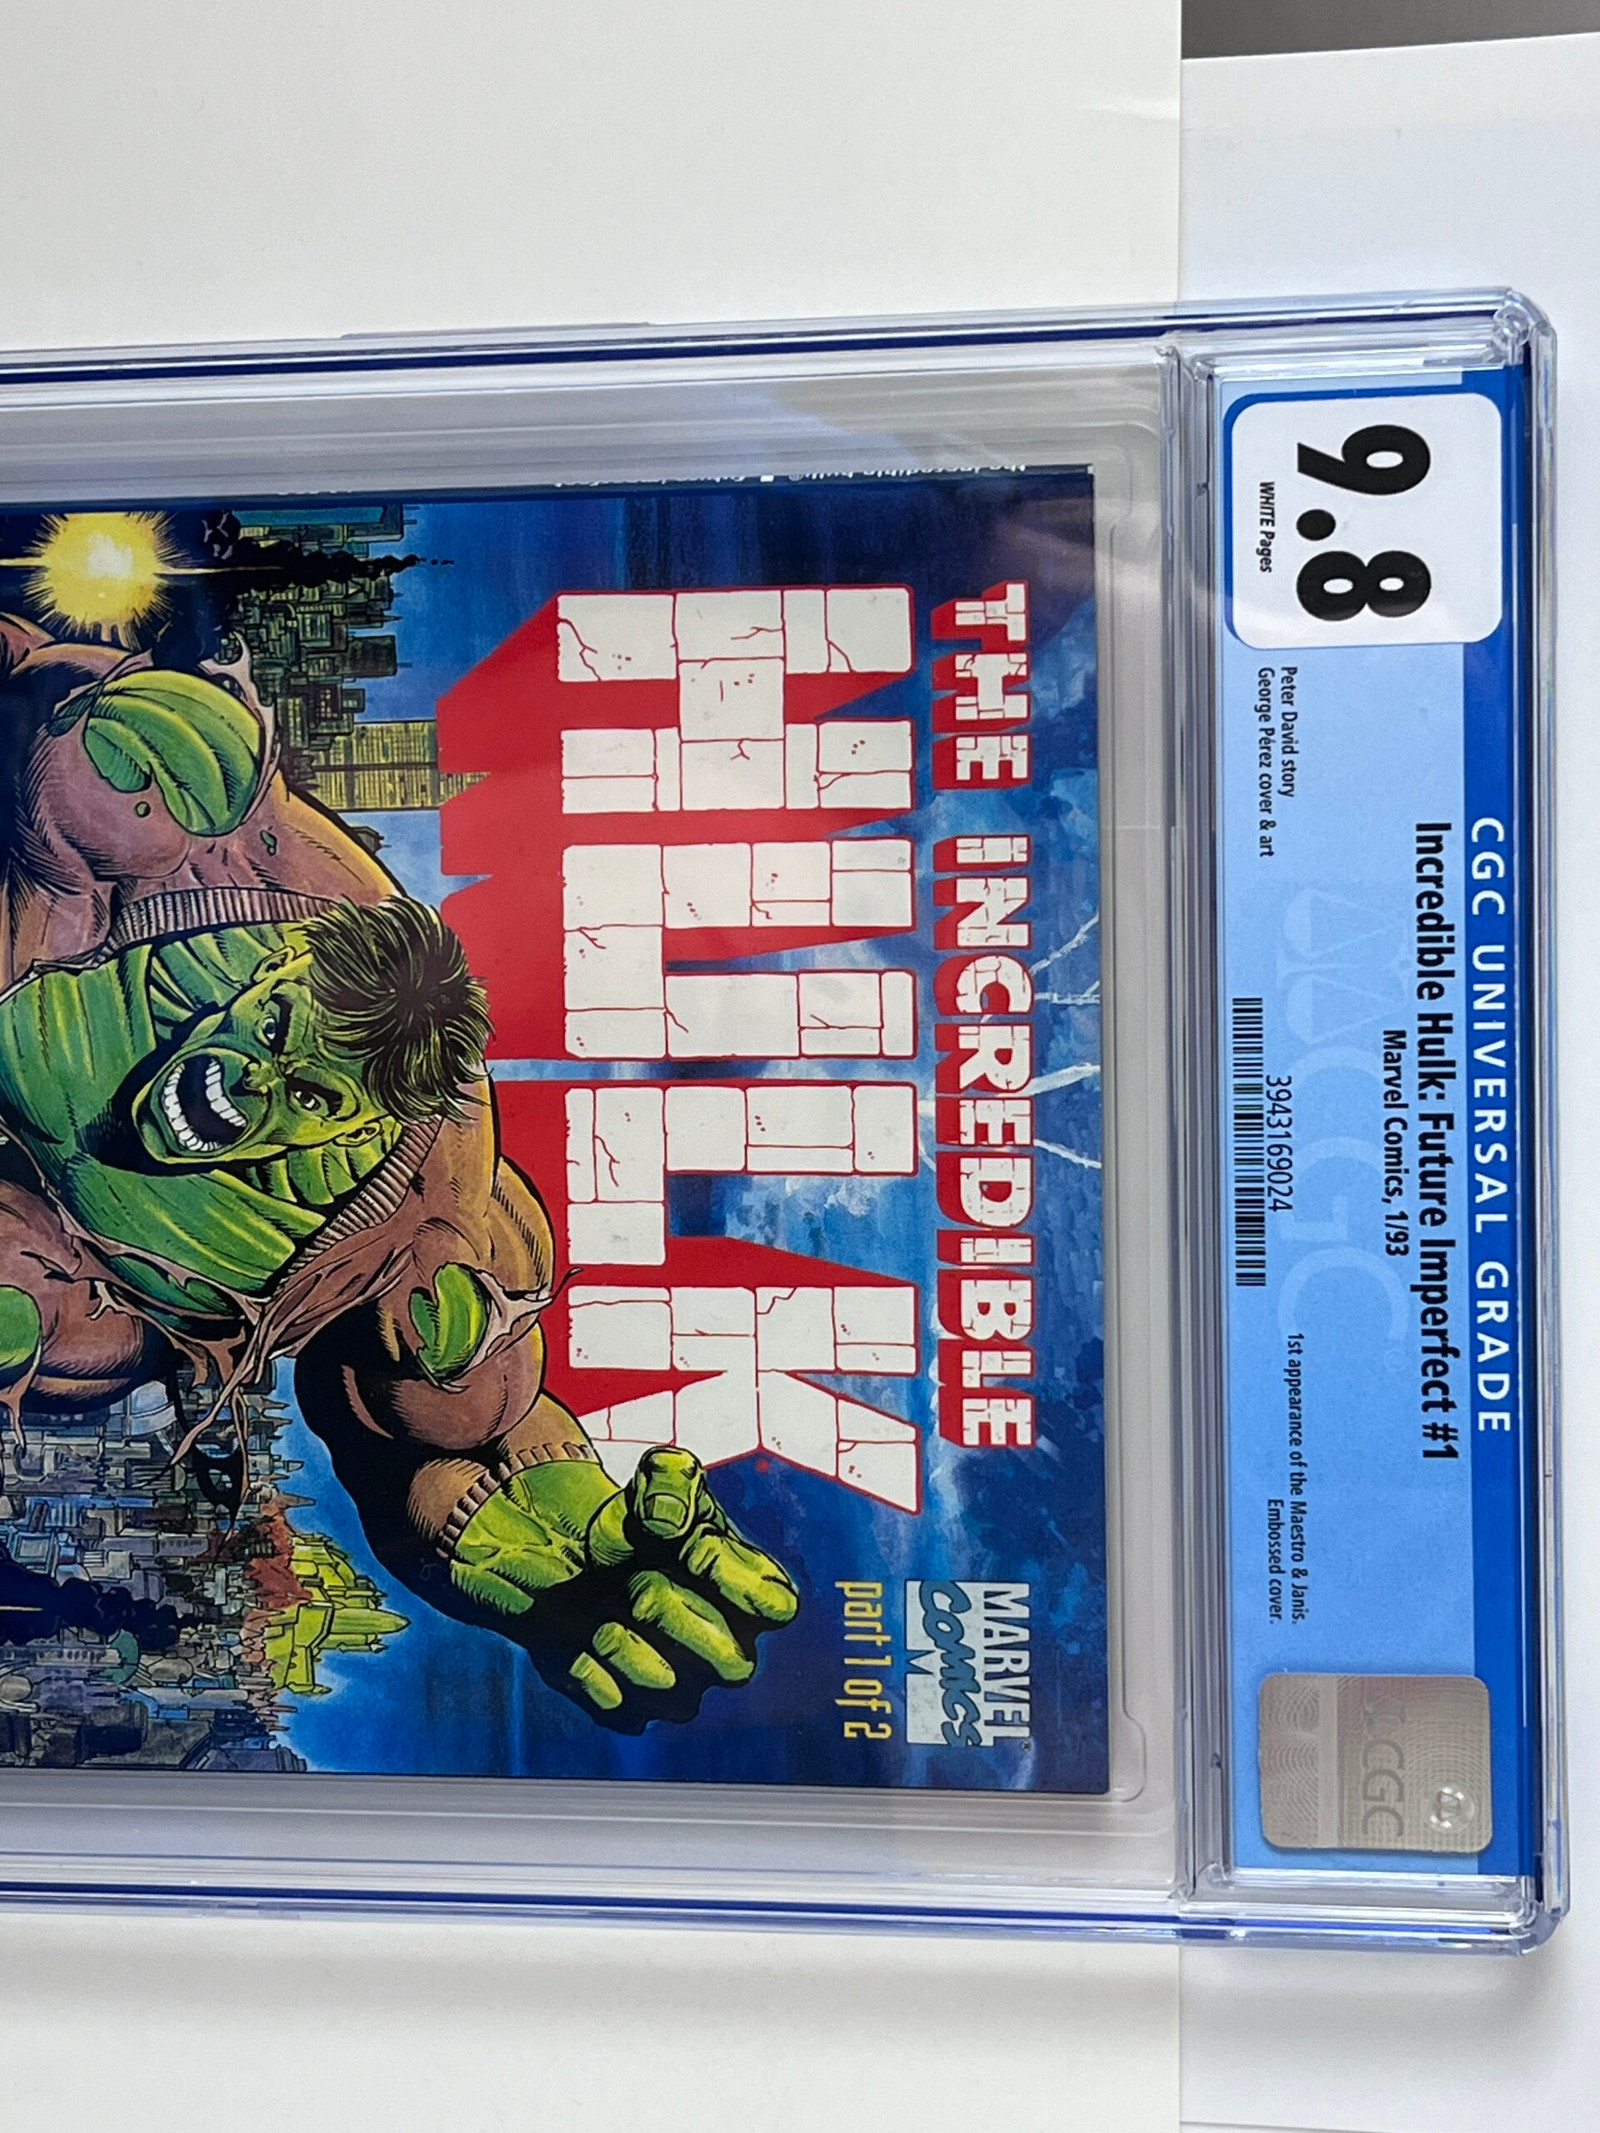 CGC UNIVERSAL GRADE
9.8
WHITE Pages
Incredible Hulk: Future Imperfect #1
Marvel Comics, 1/93
Peter David story
George Pérez cover & art
3943169024
1st appearance of the Maestro & Janis.
Embossed cover.
CGC
CGC
THE INCREDIBLE
HULK
MARVEL
COMICS
part 1 of 2